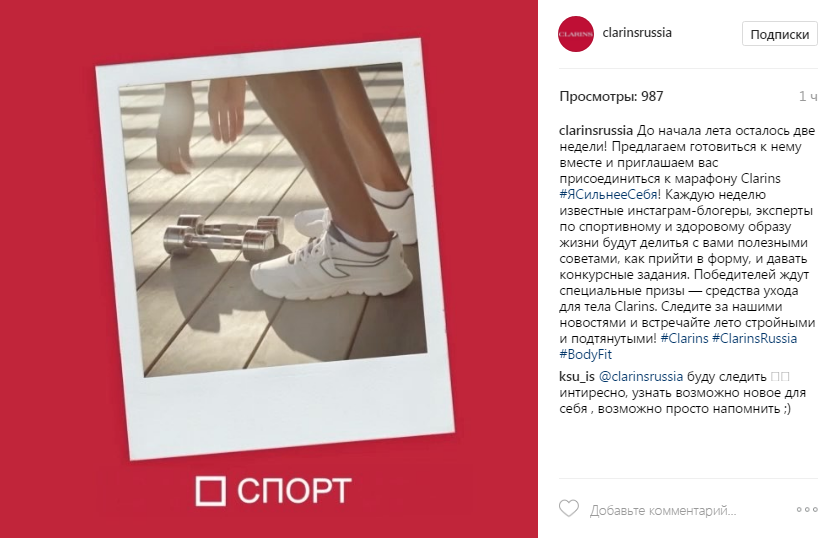 CLARINS
clarinsrussia
Подписки
Просмотры: 987
1 ч
clarinsrussia До начала лета осталось две
недели! Предлагаем готовиться к нему
вместе и приглашаем вас
присоединиться к марафону Clarins
#ЯСильнееСебя! Каждую неделю
известные инстаграм-блогеры, эксперты
по спортивному и здоровому образу
жизни будут делиться с вами полезными
советами, как прийти в форму, и давать
конкурсные задания. Победителей ждут
специальные призы — средства ухода
для тела Clarins. Следите за нашими
новостями и встречайте лето стройными
и подтянутыми! #Clarins #ClarinsRussia
#BodyFit
ksu_is @clarinsrussia буду следить □□
интиресно, узнать возможно новое для
себя , возможно просто напомнить ;)
СПОРТ
Добавьте комментарий...